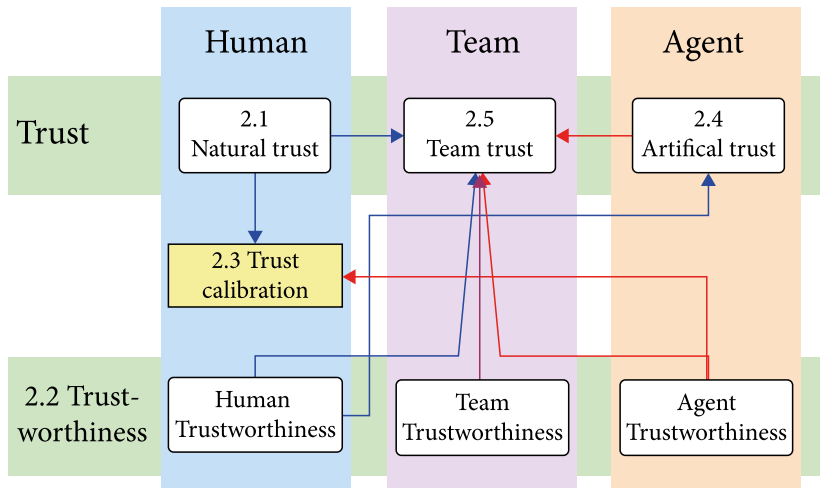 Human
Team
Agent
Trust
2.1
Natural trust
2.5
Team trust
2.4
Artifical trust
2.3 Trust
calibration
2.2 Trust-
worthiness
Human
Trustworthiness
Team
Trustworthiness
Agent
Trustworthiness